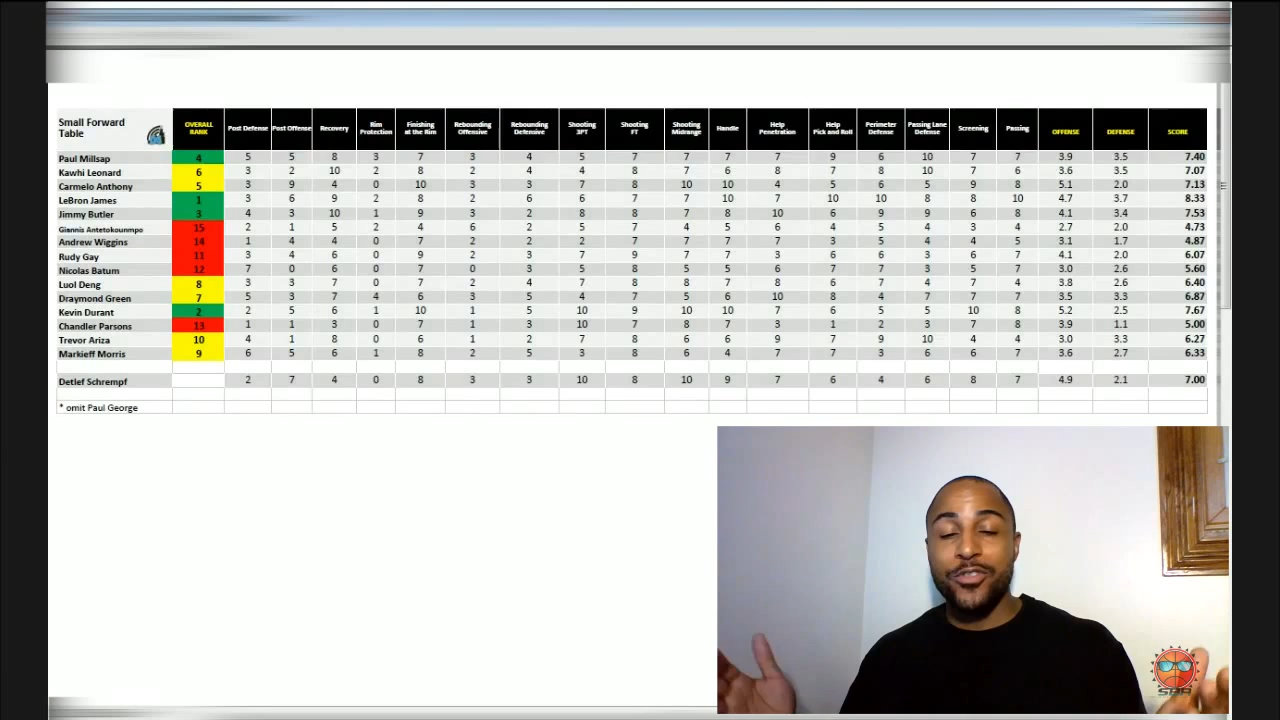 Small Forward Table OVERALL RANK Post Defense Post Offense Recovery Rim Protection Finishing at the Rim Rebounding Offensive Rebounding Defensive Shooting 3PT Shooting FT Shooting Midrange Handle Help Penetration Help Pick and Roll Perimeter Defense Passing Lane Defense Screening Passing OFFENSE DEFENSE SCORE
Paul Millsap 4 5 5 8 3 7 3 4 5 7 7 7 7 9 6 10 7 7 3.9 3.5 7.40
Kawhi Leonard 6 3 2 10 2 8 2 4 4 8 7 6 8 7 8 10 7 6 3.6 3.5 7.07
Carmelo Anthony 5 3 9 4 0 10 3 3 7 8 10 10 4 5 6 5 9 8 5.1 2.0 7.13
LeBron James 1 3 6 9 2 8 2 6 6 7 7 10 7 10 10 8 8 10 4.7 3.7 8.33
Jimmy Butler 3 4 3 10 1 9 3 2 8 8 7 8 10 6 9 9 6 8 4.1 3.4 7.53
Giannis Antetokounmpo 15 2 1 5 2 4 6 2 5 7 4 5 6 4 5 4 3 4 2.7 2.0 4.73
Andrew Wiggins 14 1 4 4 0 7 2 2 2 7 7 7 7 3 5 4 4 5 3.1 1.7 4.87
Rudy Gay 11 3 4 6 0 9 2 3 7 9 7 7 3 6 6 3 6 7 4.1 2.0 6.07
Nicolas Batum 12 7 0 6 0 7 0 3 5 8 5 5 6 7 7 3 5 7 3.0 2.6 5.60
Luol Deng 8 3 3 7 0 7 2 4 7 8 8 7 8 6 7 4 7 4 3.8 2.6 6.40
Draymond Green 7 5 3 7 4 6 3 5 4 7 5 6 10 8 4 7 7 7 3.5 3.3 6.87
Kevin Durant 2 2 5 6 1 10 1 5 10 9 10 10 7 6 5 5 10 8 5.2 2.5 7.67
Chandler Parsons 13 1 1 3 0 7 1 3 10 7 8 7 3 1 2 3 7 8 3.9 1.1 5.00
Trevor Ariza 10 4 1 8 0 6 1 2 7 8 6 6 9 7 9 10 4 4 3.0 3.3 6.27
Markieff Morris 9 6 5 6 1 8 2 5 3 8 6 4 7 7 3 6 6 7 3.6 2.7 6.33
Detlef Schrempf 2 7 4 0 8 3 3 10 8 10 9 7 6 4 6 8 7 4.9 2.1 7.00
* omit Paul George